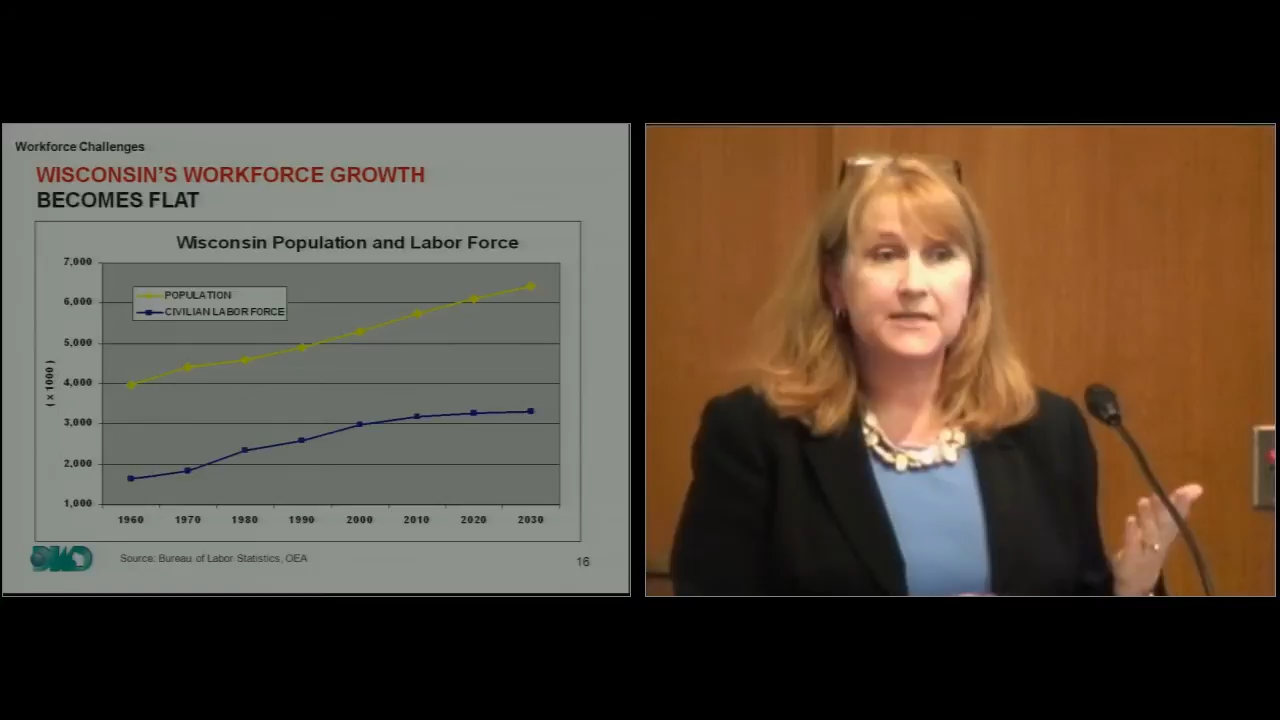 Workforce Challenges
WISCONSIN'S WORKFORCE GROWTH
BECOMES FLAT
Wisconsin Population and Labor Force
7,000
6,000
5,000
4,000
3,000
2,000
1,000
( x 1000 )
POPULATION
CIVILIAN LABOR FORCE
1960 1970 1980 1990 2000 2010 2020 2030
DWD
Source: Bureau of Labor Statistics, OEA
16